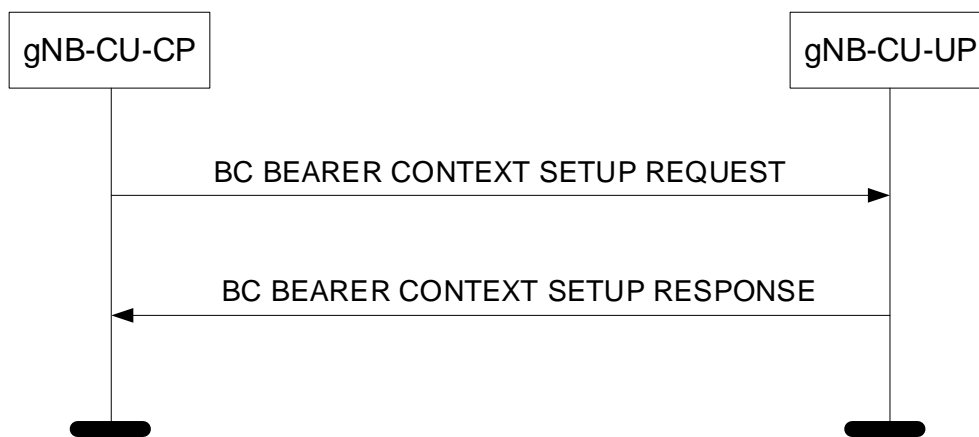 gNB-CU-CP
gNB-CU-UP
BC BEARER CONTEXT SETUP REQUEST
BC BEARER CONTEXT SETUP RESPONSE